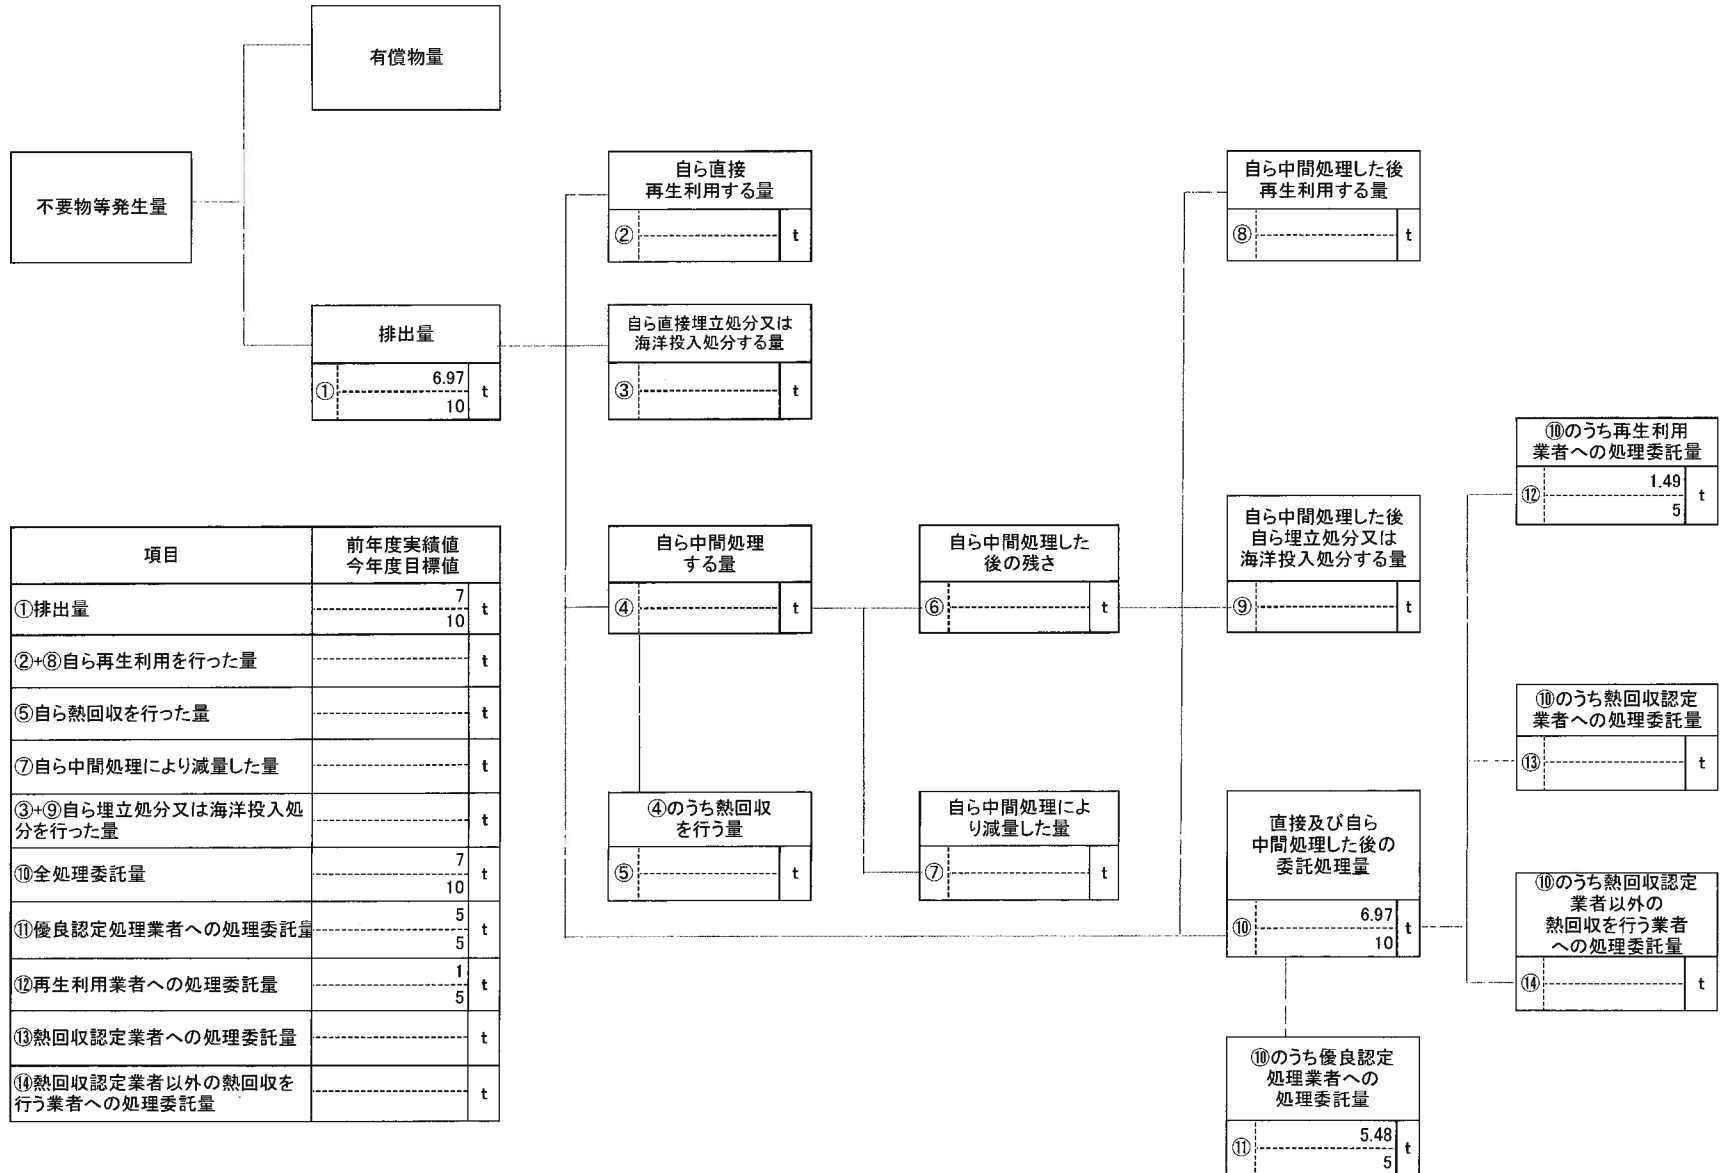 有償物量
不要物等発生量
排出量
① 6.97 t
10
自ら直接
再生利用する量
② t
自ら直接埋立処分又は
海洋投入処分する量
③ t
自ら中間処理
する量
④ t
④のうち熱回収
を行う量
⑤ t
自ら中間処理した
後の残さ
⑥ t
自ら中間処理によ
り減量した量
⑦ t
自ら中間処理した後
再生利用する量
⑧ t
自ら中間処理した後
自ら埋立処分又は
海洋投入処分する量
⑨ t
直接及び自ら
中間処理した後の
委託処理量
⑩ 6.97 t
10
⑩のうち優良認定
処理業者への
処理委託量
⑪ 5.48 t
5
⑩のうち再生利用
業者への処理委託量
⑫ 1.49 t
5
⑩のうち熱回収認定
業者への処理委託量
⑬ t
⑩のうち熱回収認定
業者以外の
熱回収を行う業者
への処理委託量
⑭ t
項目 前年度実績値
今年度目標値
①排出量 7 t
10
②+⑧自ら再生利用を行った量 t
⑤自ら熱回収を行った量 t
⑦自ら中間処理により減量した量 t
③+⑨自ら埋立処分又は海洋投入処
分を行った量 t
⑩全処理委託量 7 t
10
⑪優良認定処理業者への処理委託量 5 t
5
⑫再生利用業者への処理委託量 1 t
5
⑬熱回収認定業者への処理委託量 t
⑭熱回収認定業者以外の熱回収を
行う業者への処理委託量 t